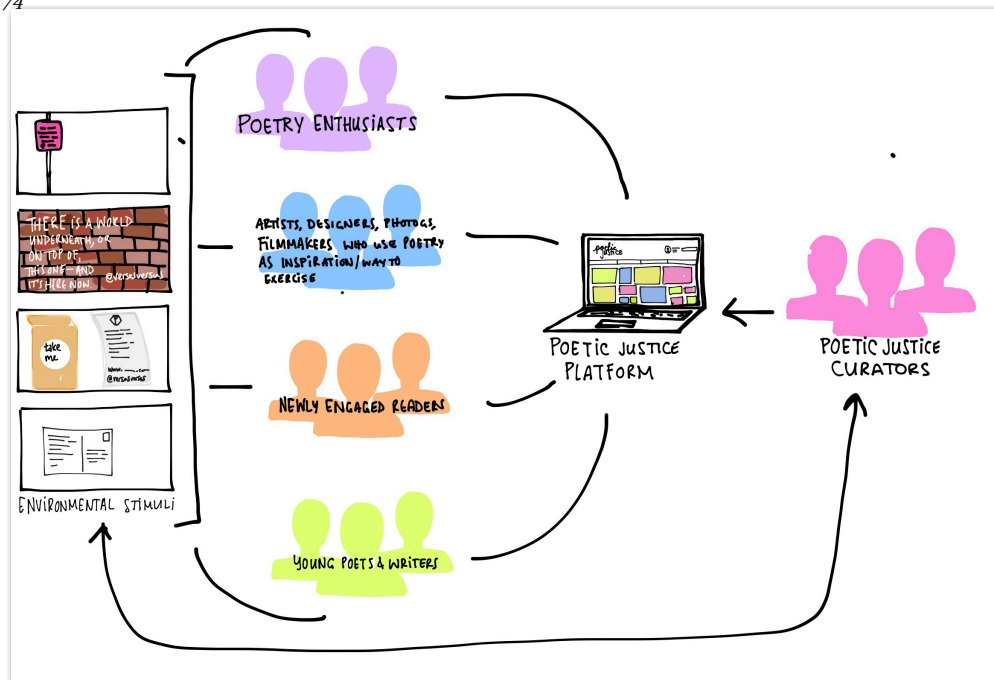 74
POETRY ENTHUSIASTS
THERE IS A WORLD
UNDERNEATH, OR
ON TOP OF,
THIS ONE—AND
IT'S HERE NOW.
@versesversus
take
me
www.
@versesversus
ENVIRONMENTAL STIMULI
ARTISTS, DESIGNERS, PHOTOGS,
FILMMAKERS WHO USE POETRY
AS INSPIRATION/WAY TO
EXERCISE
NEWLY ENGAGED READERS
YOUNG POETS & WRITERS
poetic
justice
POETIC JUSTICE
PLATFORM
POETIC JUSTICE
CURATORS